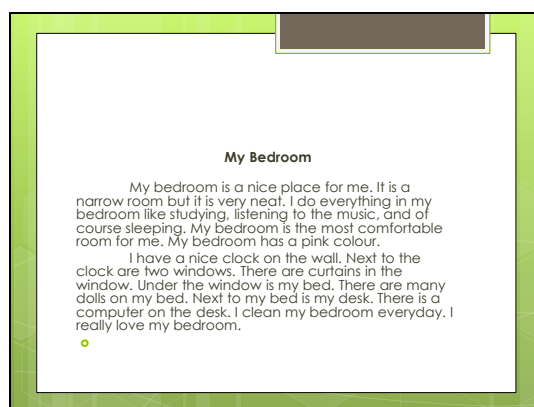 My Bedroom
My bedroom is a nice place for me. It is a
narrow room but it is very neat. I do everything in my
bedroom like studying, listening to the music, and of
course sleeping. My bedroom is the most comfortable
room for me. My bedroom has a pink colour.
I have a nice clock on the wall. Next to the
clock are two windows. There are curtains in the
window. Under the window is my bed. There are many
dolls on my bed. Next to my bed is my desk. There is a
computer on the desk. I clean my bedroom everyday. I
really love my bedroom.